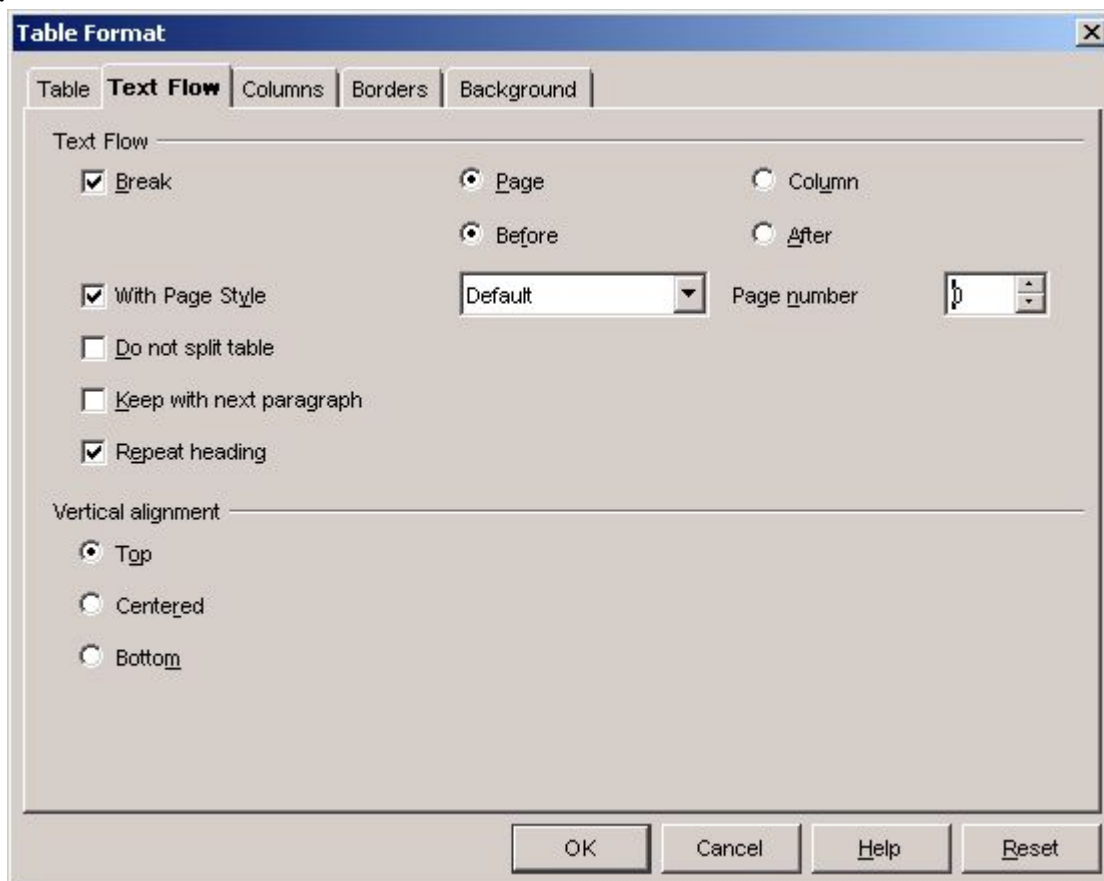 Table Format
Table Text Flow Columns Borders Background
Text Flow
Break Page Column
Before After
With Page Style Default Page number 0
Do not split table
Keep with next paragraph
Repeat heading
Vertical alignment
Top
Centered
Bottom
OK Cancel Help Reset